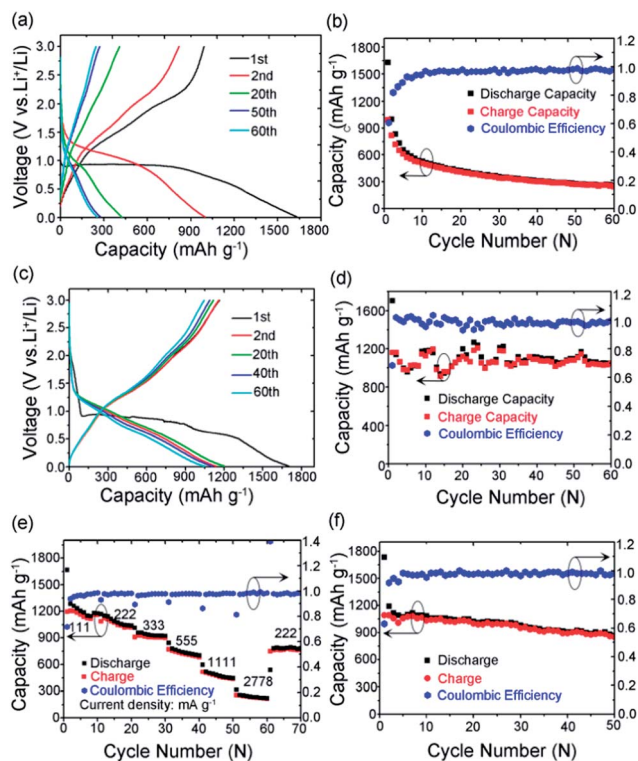 (a)
Voltage (V vs.Li⁺/Li)
3.0
2.5
2.0
1.5
1.0
0.5
0.0
0 300 600 900 1200 1500 1800
Capacity (mAh g⁻¹)
1st
2nd
20th
50th
60th
(b)
Capacity (mAh g⁻¹)
C
1800
1500
1200
900
600
300
0
1.0
0.8
0.6
0.4
0.2
0.0
0 10 20 30 40 50 60
Cycle Number (N)
Discharge Capacity
Charge Capacity
Coulombic Efficiency
(c)
Voltage (V vs.Li⁺/Li)
3.0
2.5
2.0
1.5
1.0
0.5
0.0
0 300 600 900 1200 1500 1800
Capacity (mAh g⁻¹)
1st
2nd
20th
40th
60th
(d)
Capacity (mAh g⁻¹)
1600
1200
800
400
0
1.2
1.0
0.8
0.6
0.4
0.2
0.0
0 10 20 30 40 50 60
Cycle Number (N)
Discharge Capacity
Charge Capacity
Coulombic Efficiency
(e)
Capacity (mAh g⁻¹)
1800
1500
1200
900
600
300
0
1.4
1.2
1.0
0.8
0.6
0.4
0.2
0.0
111 222 333 555 1111 2778 222
Discharge
Charge
Coulombic Efficiency
Current density: mA g⁻¹
0 10 20 30 40 50 60 70
Cycle Number (N)
(f)
Capacity (mAh g⁻¹)
1800
1500
1200
900
600
300
0
1.2
1.0
0.8
0.6
0.4
0.2
0.0
Discharge
Charge
Coulombic Efficiency
0 10 20 30 40 50
Cycle Number (N)